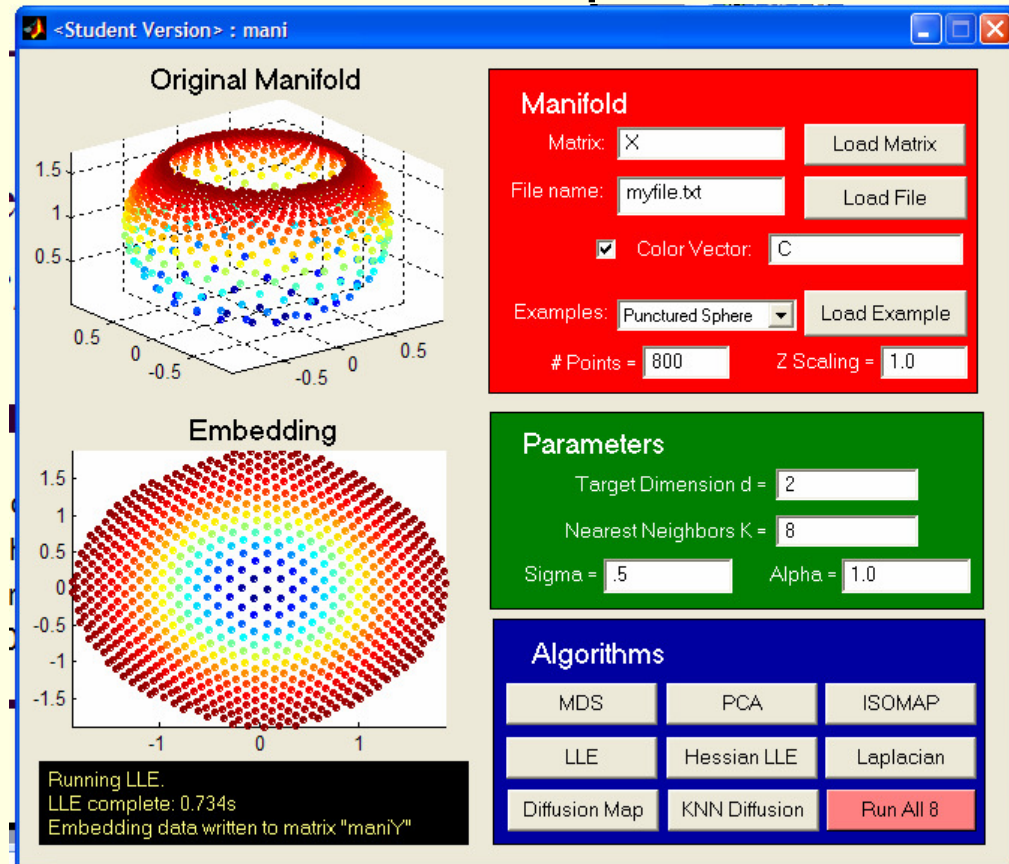 <Student Version> : mani
Original Manifold
1.5
1
0.5
0.5
0
-0.5
-0.5
0
0.5
Embedding
1.5
1
0.5
0
-0.5
-1
-1.5
-1
0
1
Running LLE.
LLE complete: 0.734s
Embedding data written to matrix "maniY"
Manifold
Matrix: X Load Matrix
File name: myfile.txt Load File
Color Vector: C
Examples: Punctured Sphere Load Example
# Points = 800 Z Scaling = 1.0
Parameters
Target Dimension d = 2
Nearest Neighbors K = 8
Sigma = .5 Alpha = 1.0
Algorithms
MDS PCA ISOMAP
LLE Hessian LLE Laplacian
Diffusion Map KNN Diffusion Run All 8